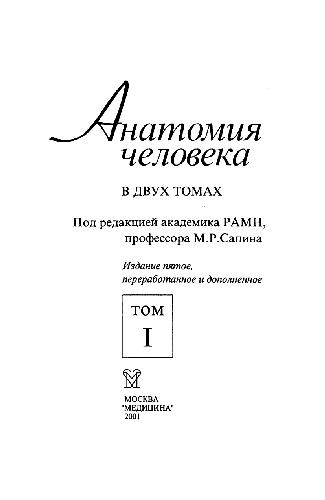 Анатомия
человека
В ДВУХ ТОМАХ
Под редакцией академика РАМН,
профессора М.Р.Сапина
Издание пятое,
переработанное и дополненное
ТОМ
I
МОСКВА
"МЕДИЦИНА"
2001